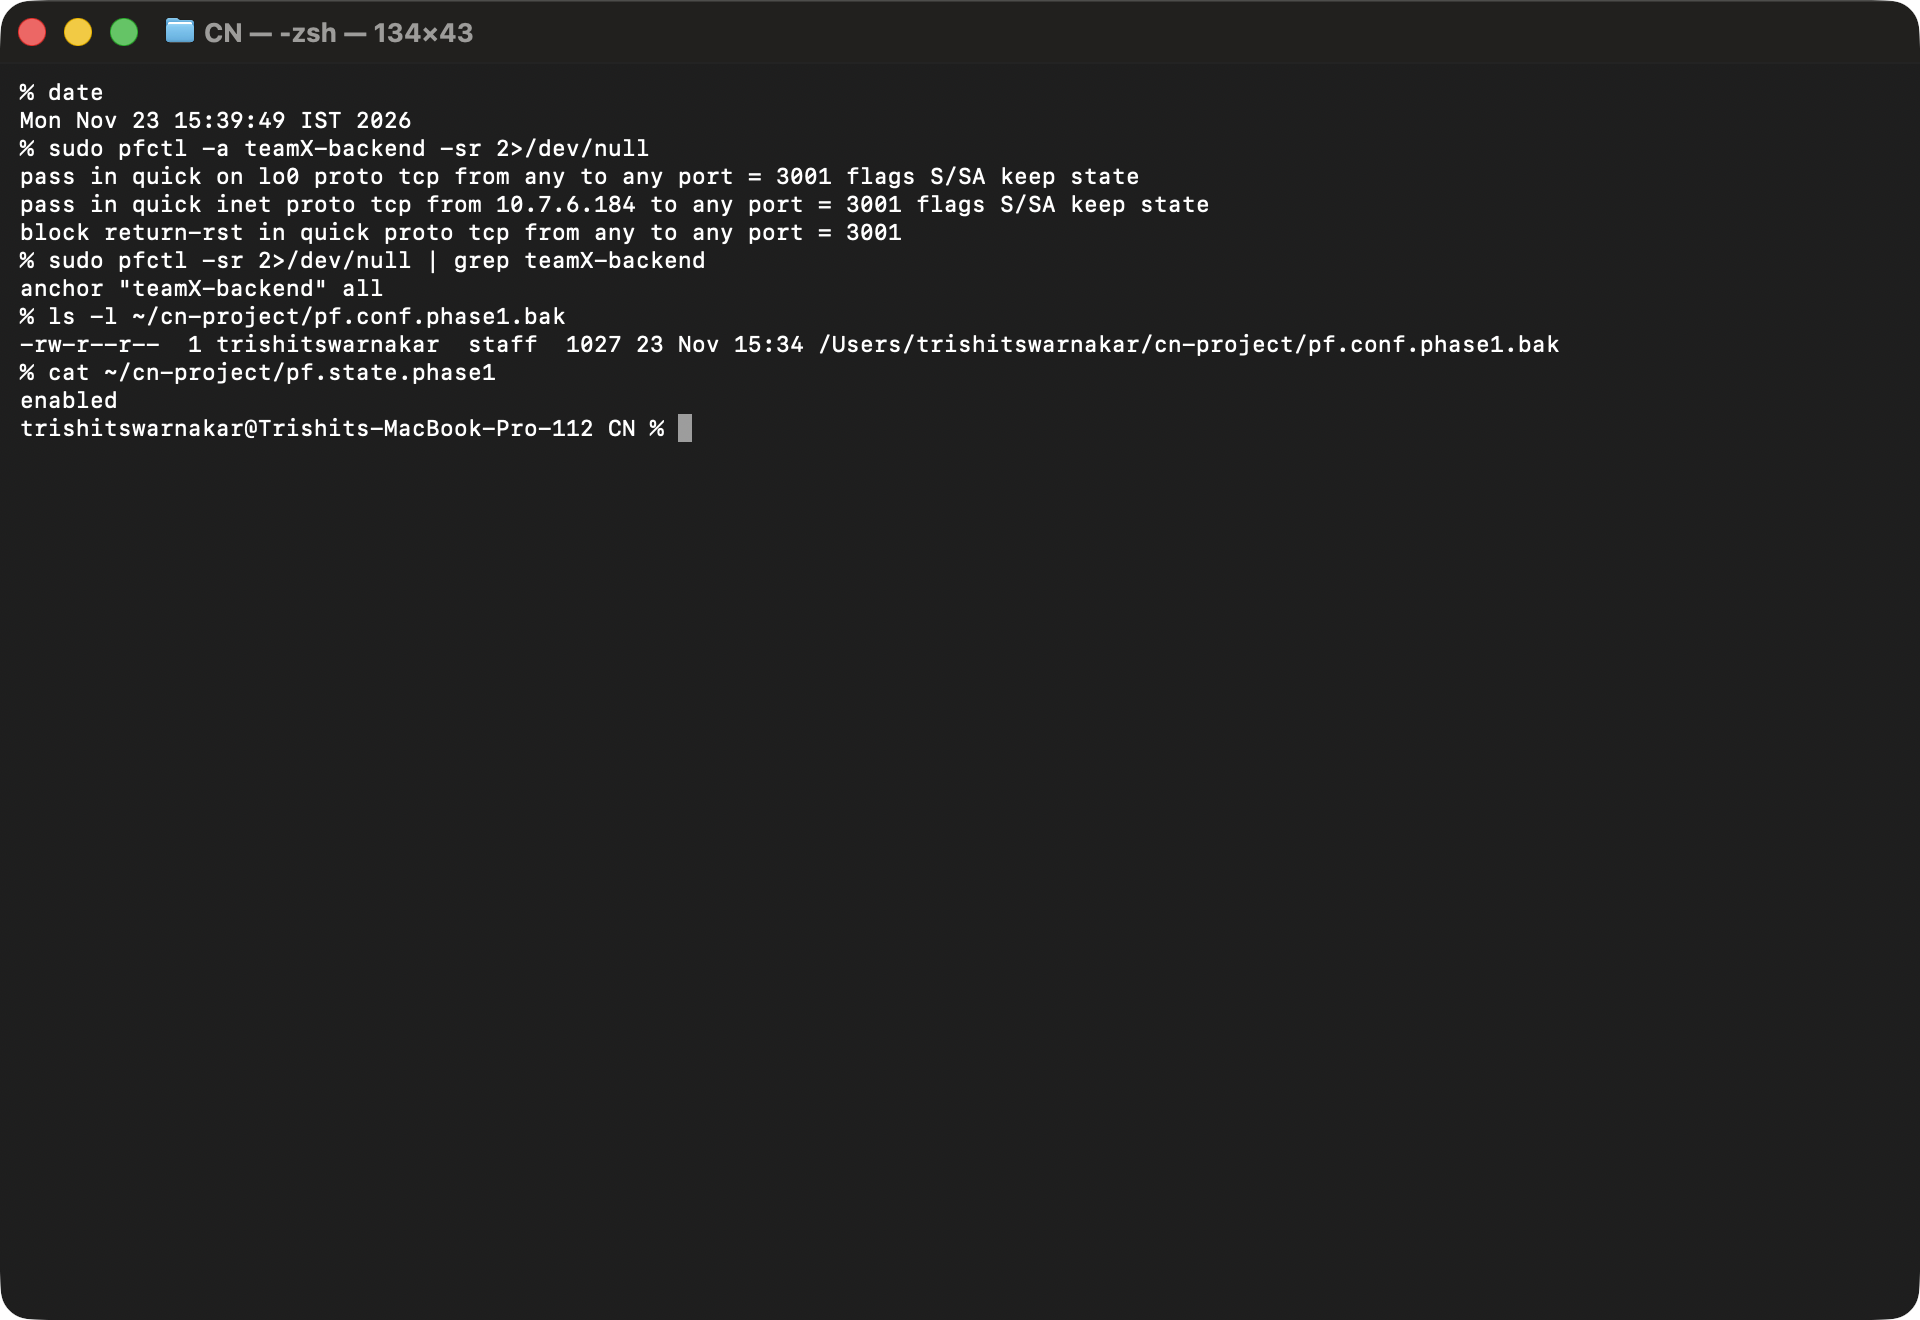 CN — -zsh — 134×43
% date
Mon Nov 23 15:39:49 IST 2026
% sudo pfctl -a teamX-backend -sr 2>/dev/null
pass in quick on lo0 proto tcp from any to any port = 3001 flags S/SA keep state
pass in quick inet proto tcp from 10.7.6.184 to any port = 3001 flags S/SA keep state
block return-rst in quick proto tcp from any to any port = 3001
% sudo pfctl -sr 2>/dev/null | grep teamX-backend
anchor "teamX-backend" all
% ls -l ~/cn-project/pf.conf.phase1.bak
-rw-r--r--  1 trishitswarnakar  staff  1027 23 Nov 15:34 /Users/trishitswarnakar/cn-project/pf.conf.phase1.bak
% cat ~/cn-project/pf.state.phase1
enabled
trishitswarnakar@Trishits-MacBook-Pro-112 CN %